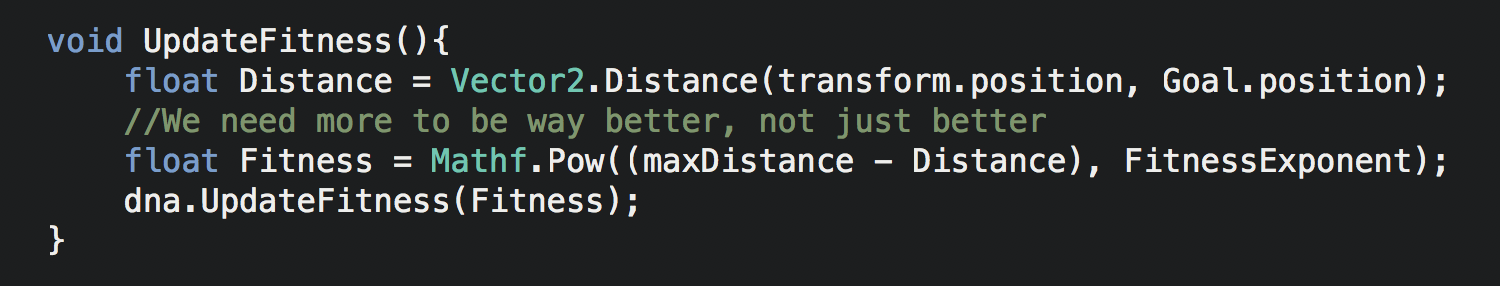 void UpdateFitness(){
    float Distance = Vector2.Distance(transform.position, Goal.position);
    //We need more to be way better, not just better
    float Fitness = Mathf.Pow((maxDistance - Distance), FitnessExponent);
    dna.UpdateFitness(Fitness);
}